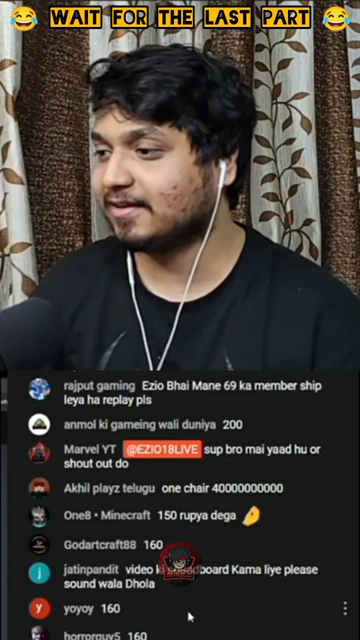 😂 WAIT FOR THE LAST PART 😂
rajput gaming Ezio Bhai Mane 69 ka member ship
leya ha replay pls
anmol ki gameing wali duniya 200
Marvel YT @EZIO18LIVE sup bro mai yaad hu or
shout out do
Akhil playz telugu one chair 40000000000
One8 • Minecraft 150 rupya dega
Godartcraft88 160
jatinpandit video ki board Kama liye please
sound wala Dhola
yoyoy 160
horrorguy5 160